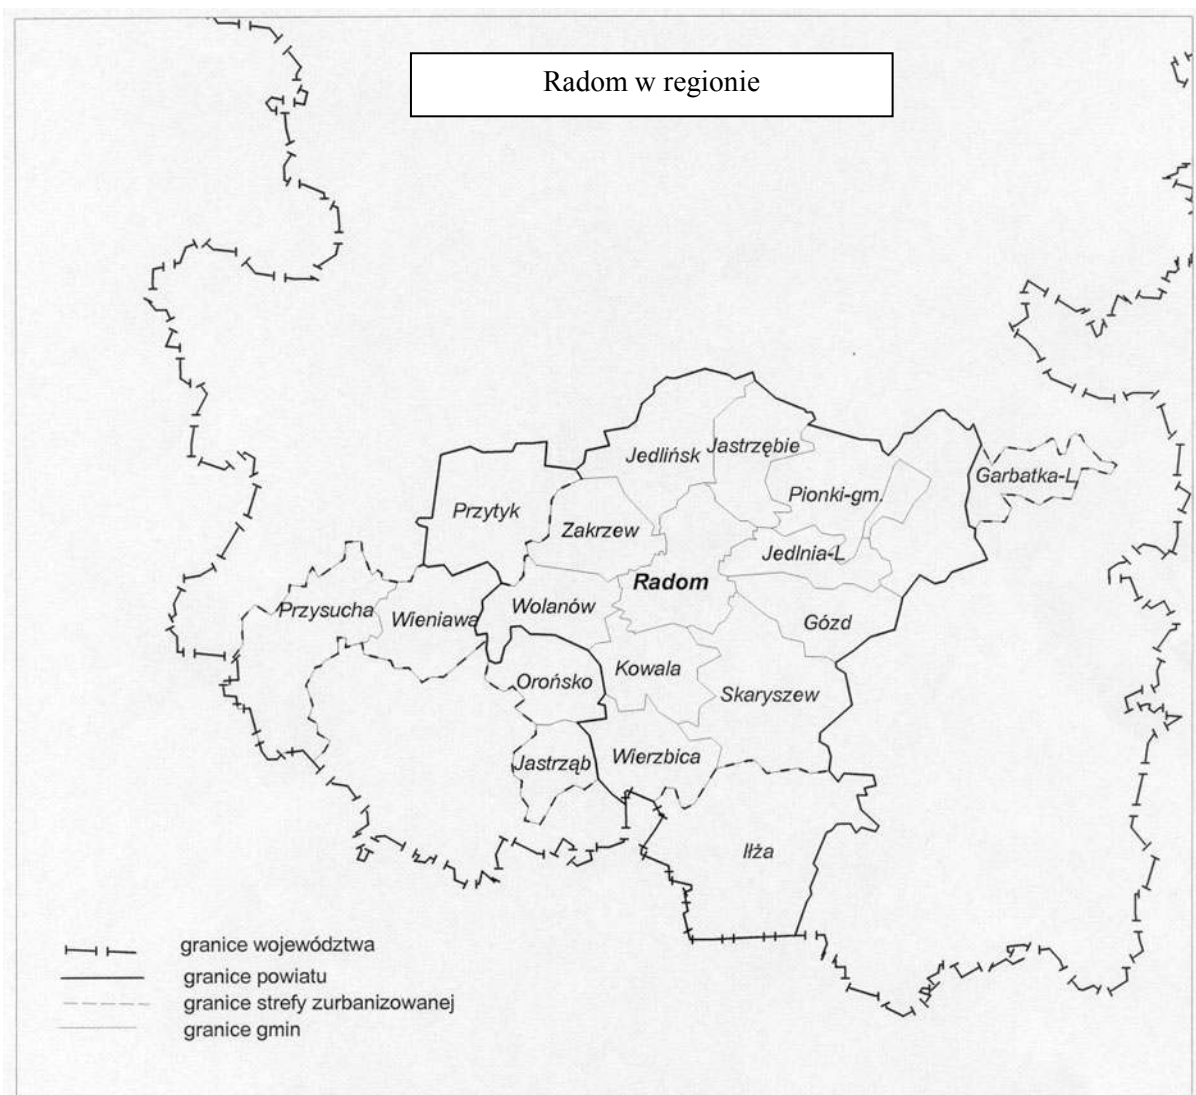 Radom w regionie
Jedlińsk
Jastrzębie
Garbatka-L
Pionki-gm.
Przytyk
Zakrzew
Jedlnia-L
Radom
Przysucha
Wieniawa
Wolanów
Gózd
Kowala
Orońsko
Skaryszew
Wierzbica
Jastrząb
Iłża
granice województwa
granice powiatu
granice strefy zurbanizowanej
granice gmin